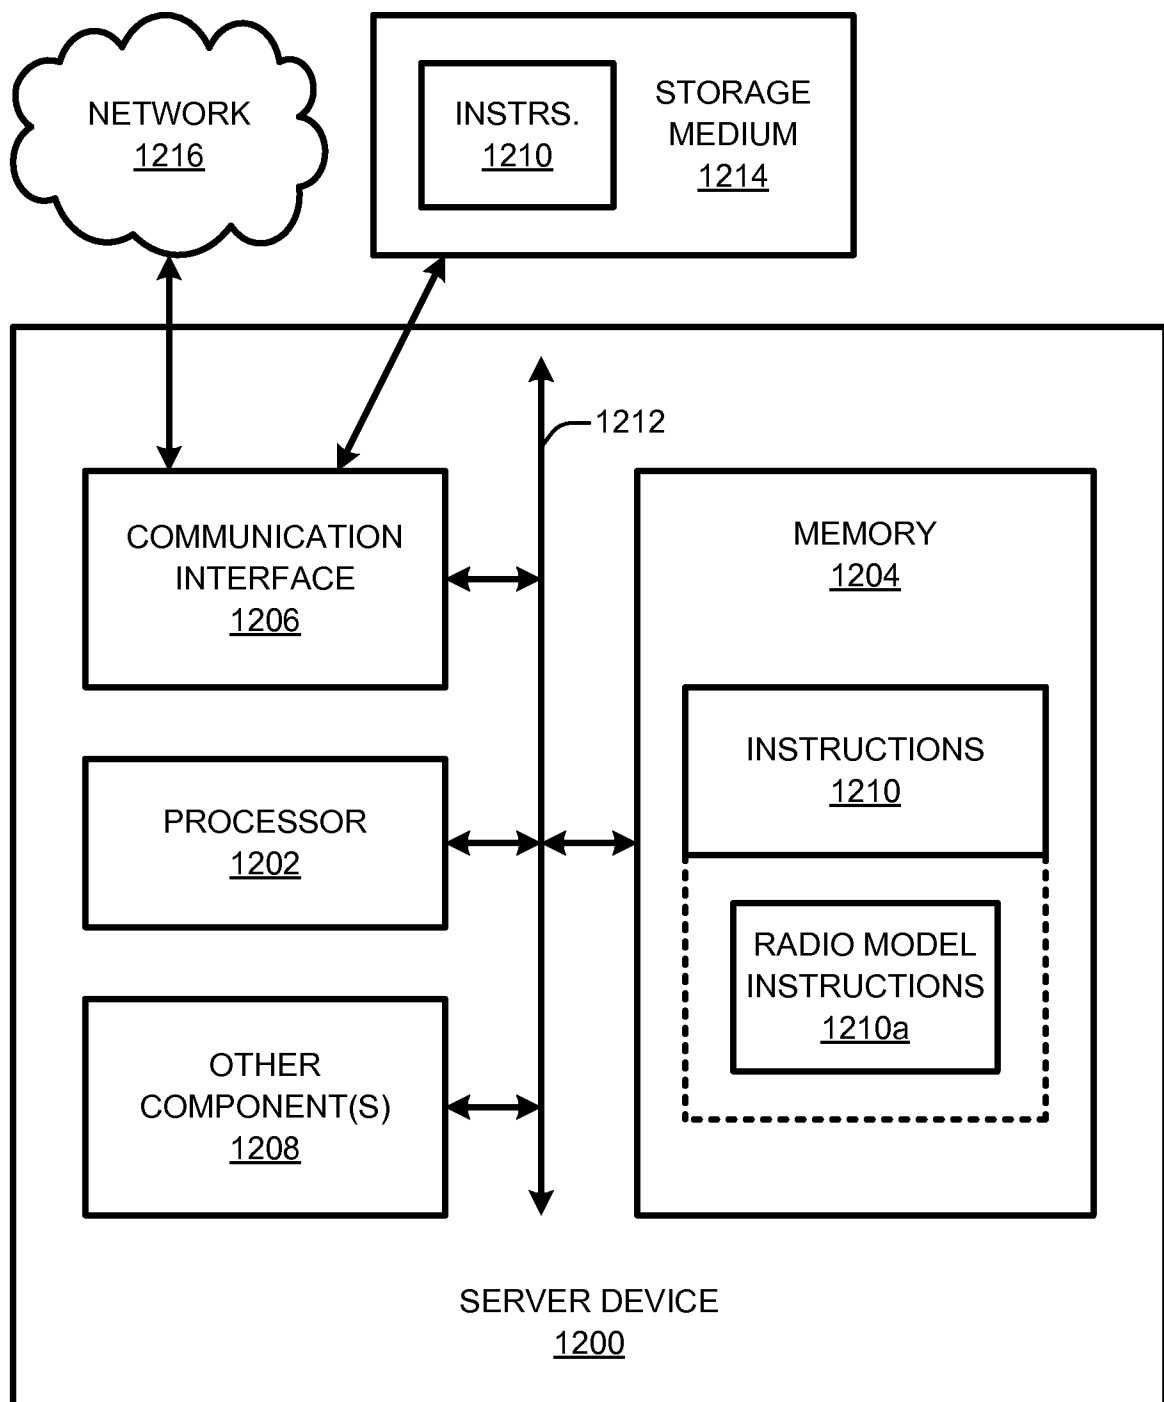 NETWORK
1216
INSTRS.
1210
STORAGE
MEDIUM
1214
1212
COMMUNICATION
INTERFACE
1206
MEMORY
1204
INSTRUCTIONS
1210
PROCESSOR
1202
RADIO MODEL
INSTRUCTIONS
1210a
OTHER
COMPONENT(S)
1208
SERVER DEVICE
1200